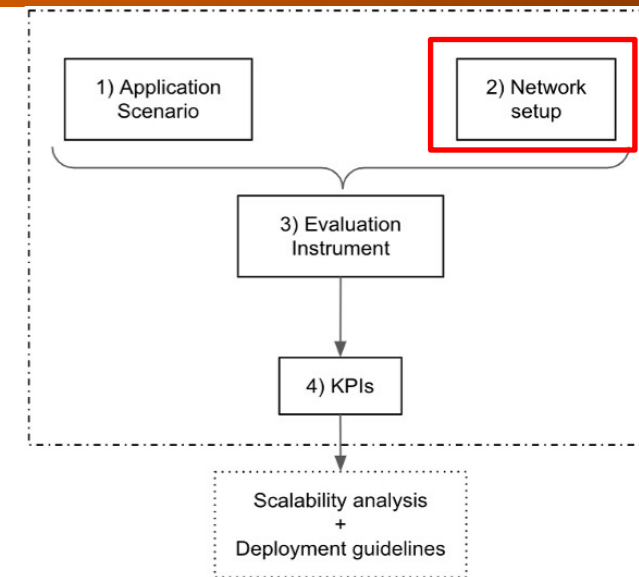 1) Application
Scenario
2) Network
setup
3) Evaluation
Instrument
4) KPIs
Scalability analysis
+
Deployment guidelines